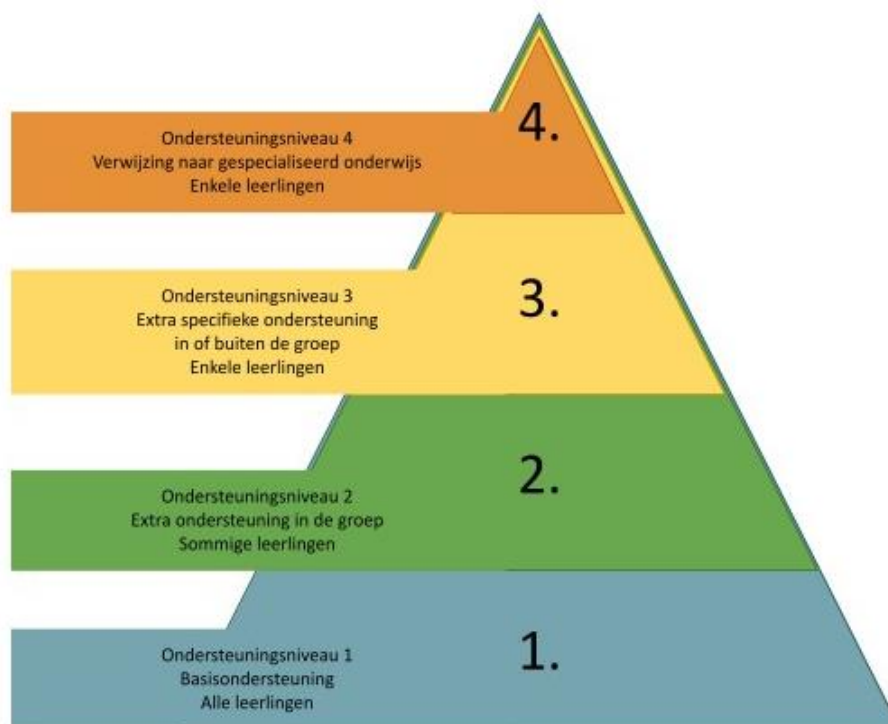 4.
Ondersteuningsniveau 4
Verwijzing naar gespecialiseerd onderwijs
Enkele leerlingen
3.
Ondersteuningsniveau 3
Extra specifieke ondersteuning
in of buiten de groep
Enkele leerlingen
2.
Ondersteuningsniveau 2
Extra ondersteuning in de groep
Sommige leerlingen
1.
Ondersteuningsniveau 1
Basisondersteuning
Alle leerlingen